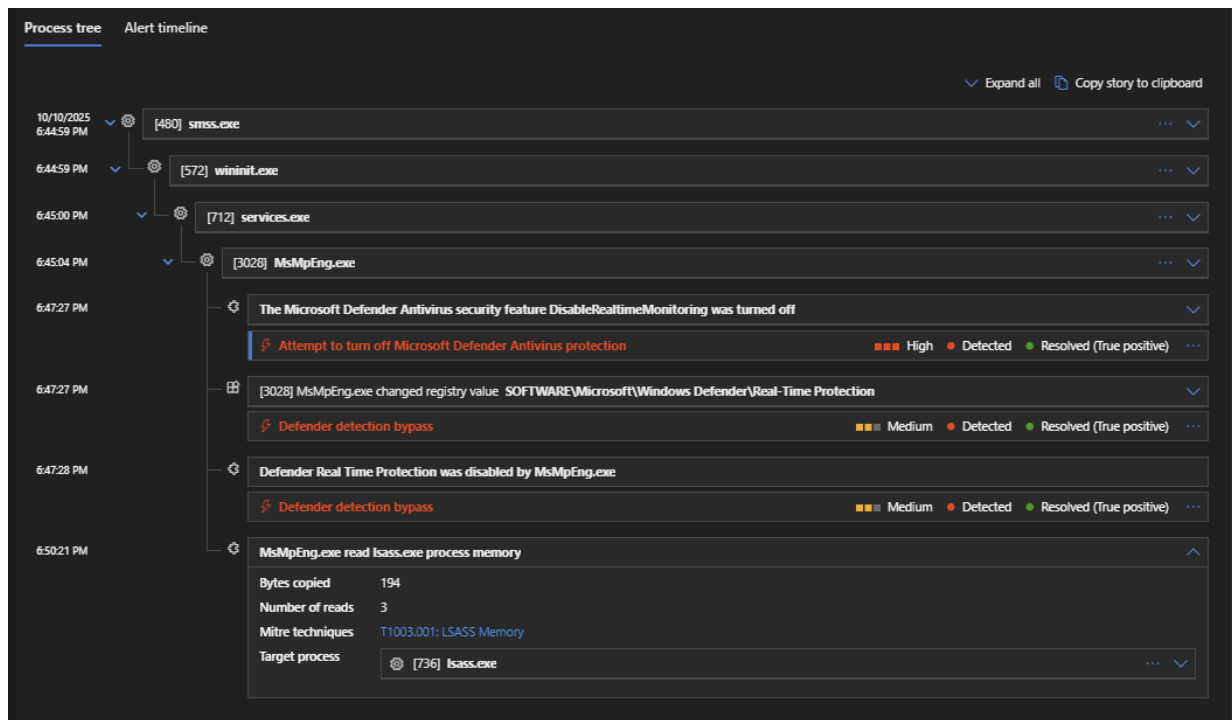 Process tree Alert timeline
Expand all Copy story to clipboard
10/10/2025
6:44:59 PM [480] smss.exe
6:44:59 PM [572] wininit.exe
6:45:00 PM [712] services.exe
6:45:04 PM [3028] MsMpEng.exe
6:47:27 PM The Microsoft Defender Antivirus security feature DisableRealtimeMonitoring was turned off
Attempt to turn off Microsoft Defender Antivirus protection High Detected Resolved (True positive)
6:47:27 PM [3028] MsMpEng.exe changed registry value SOFTWARE\Microsoft\Windows Defender\Real-Time Protection
Defender detection bypass Medium Detected Resolved (True positive)
6:47:28 PM Defender Real Time Protection was disabled by MsMpEng.exe
Defender detection bypass Medium Detected Resolved (True positive)
6:50:21 PM MsMpEng.exe read lsass.exe process memory
Bytes copied 194
Number of reads 3
Mitre techniques T1003.001: LSASS Memory
Target process [736] lsass.exe